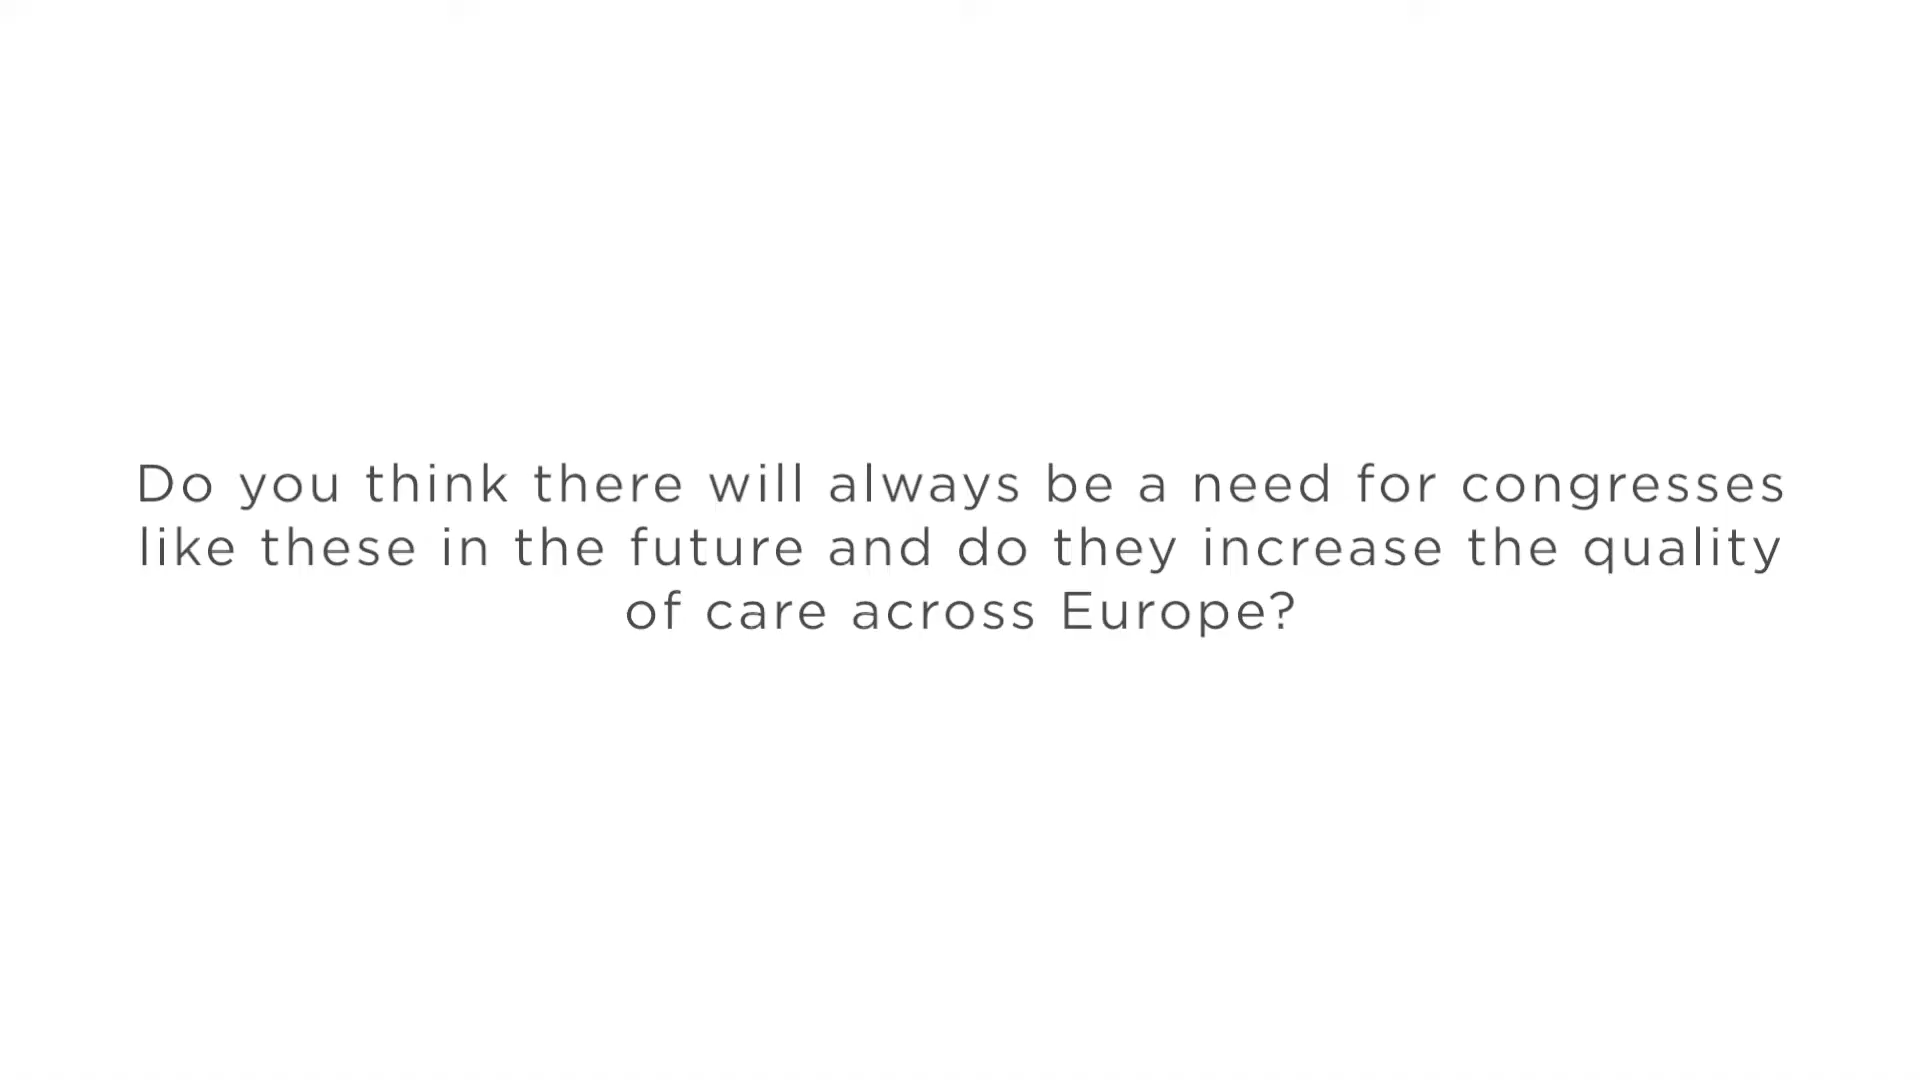 Do you think there will always be a need for congresses
like these in the future and do they increase the quality
of care across Europe?